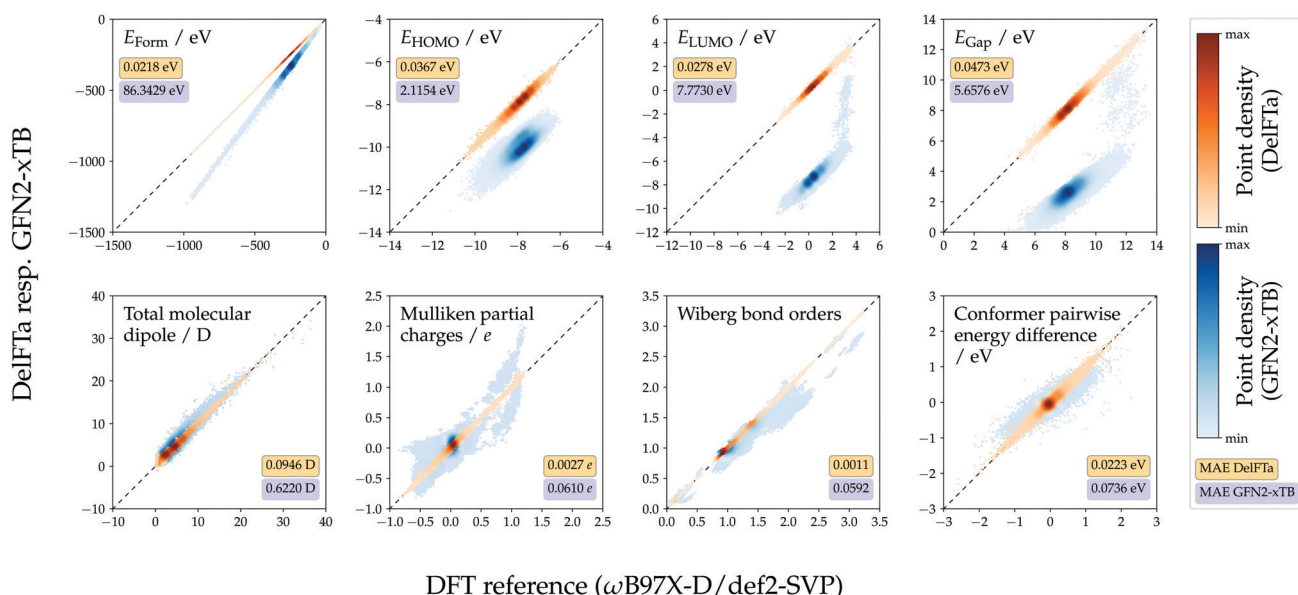 DelFTa resp. GFN2-xTB
E_Form / eV
0.0218 eV
86.3429 eV
0
−500
−1000
−1500
−1500 −1000 −500 0
E_HOMO / eV
0.0367 eV
2.1154 eV
−4
−6
−8
−10
−12
−14
−14 −12 −10 −8 −6 −4
E_LUMO / eV
0.0278 eV
7.7730 eV
6
4
2
0
−2
−4
−6
−8
−10
−12
−12 −10 −8 −6 −4 −2 0 2 4 6
E_Gap / eV
0.0473 eV
5.6576 eV
14
12
10
8
6
4
2
0
0 2 4 6 8 10 12 14
Total molecular
dipole / D
0.0946 D
0.6220 D
40
30
20
10
0
−10
−10 0 10 20 30 40
Mulliken partial
charges / e
0.0027 e
0.0610 e
2.5
2.0
1.5
1.0
0.5
0.0
−0.5
−1.0
−1.0 −0.5 0.0 0.5 1.0 1.5 2.0 2.5
Wiberg bond orders
0.0011
0.0592
3.5
3.0
2.5
2.0
1.5
1.0
0.5
0.0
0.0 0.5 1.0 1.5 2.0 2.5 3.0 3.5
Conformer pairwise
energy difference
/ eV
0.0223 eV
0.0736 eV
3
2
1
0
−1
−2
−3
−3 −2 −1 0 1 2 3
max
Point density
(DelFTa)
min
max
Point density
(GFN2-xTB)
min
MAE DelFTa
MAE GFN2-xTB
DFT reference (ωB97X-D/def2-SVP)